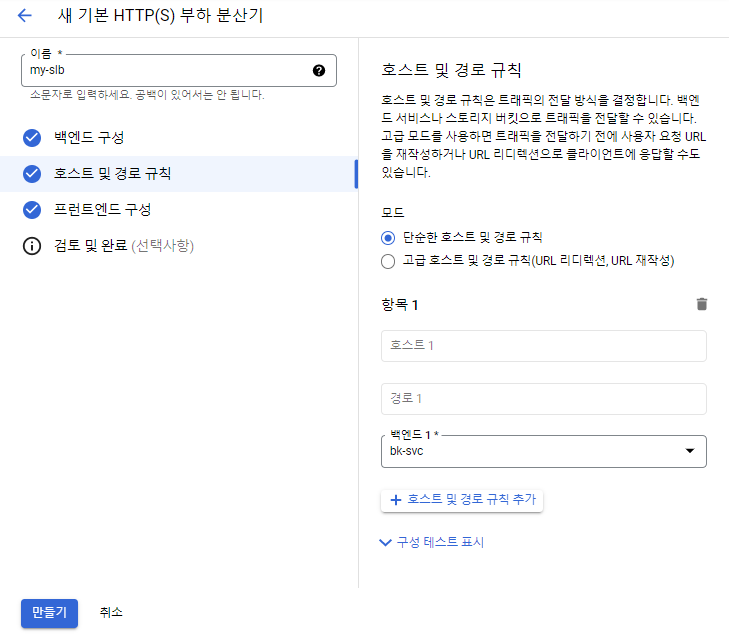 새 기본 HTTP(S) 부하 분산기
이름 *
my-slb
소문자로 입력하세요. 공백이 있어서는 안 됩니다.
백엔드 구성
호스트 및 경로 규칙
프런트엔드 구성
검토 및 완료 (선택사항)
호스트 및 경로 규칙
호스트 및 경로 규칙은 트래픽의 전달 방식을 결정합니다. 백엔
드 서비스나 스토리지 버킷으로 트래픽을 전달할 수 있습니다.
고급 모드를 사용하면 트래픽을 전달하기 전에 사용자 요청 URL
을 재작성하거나 URL 리디렉션으로 클라이언트에 응답할 수도
있습니다.
모드
단순한 호스트 및 경로 규칙
고급 호스트 및 경로 규칙(URL 리디렉션, URL 재작성)
항목 1
호스트 1
경로 1
백엔드 1 *
bk-svc
+ 호스트 및 경로 규칙 추가
구성 테스트 표시
만들기
취소